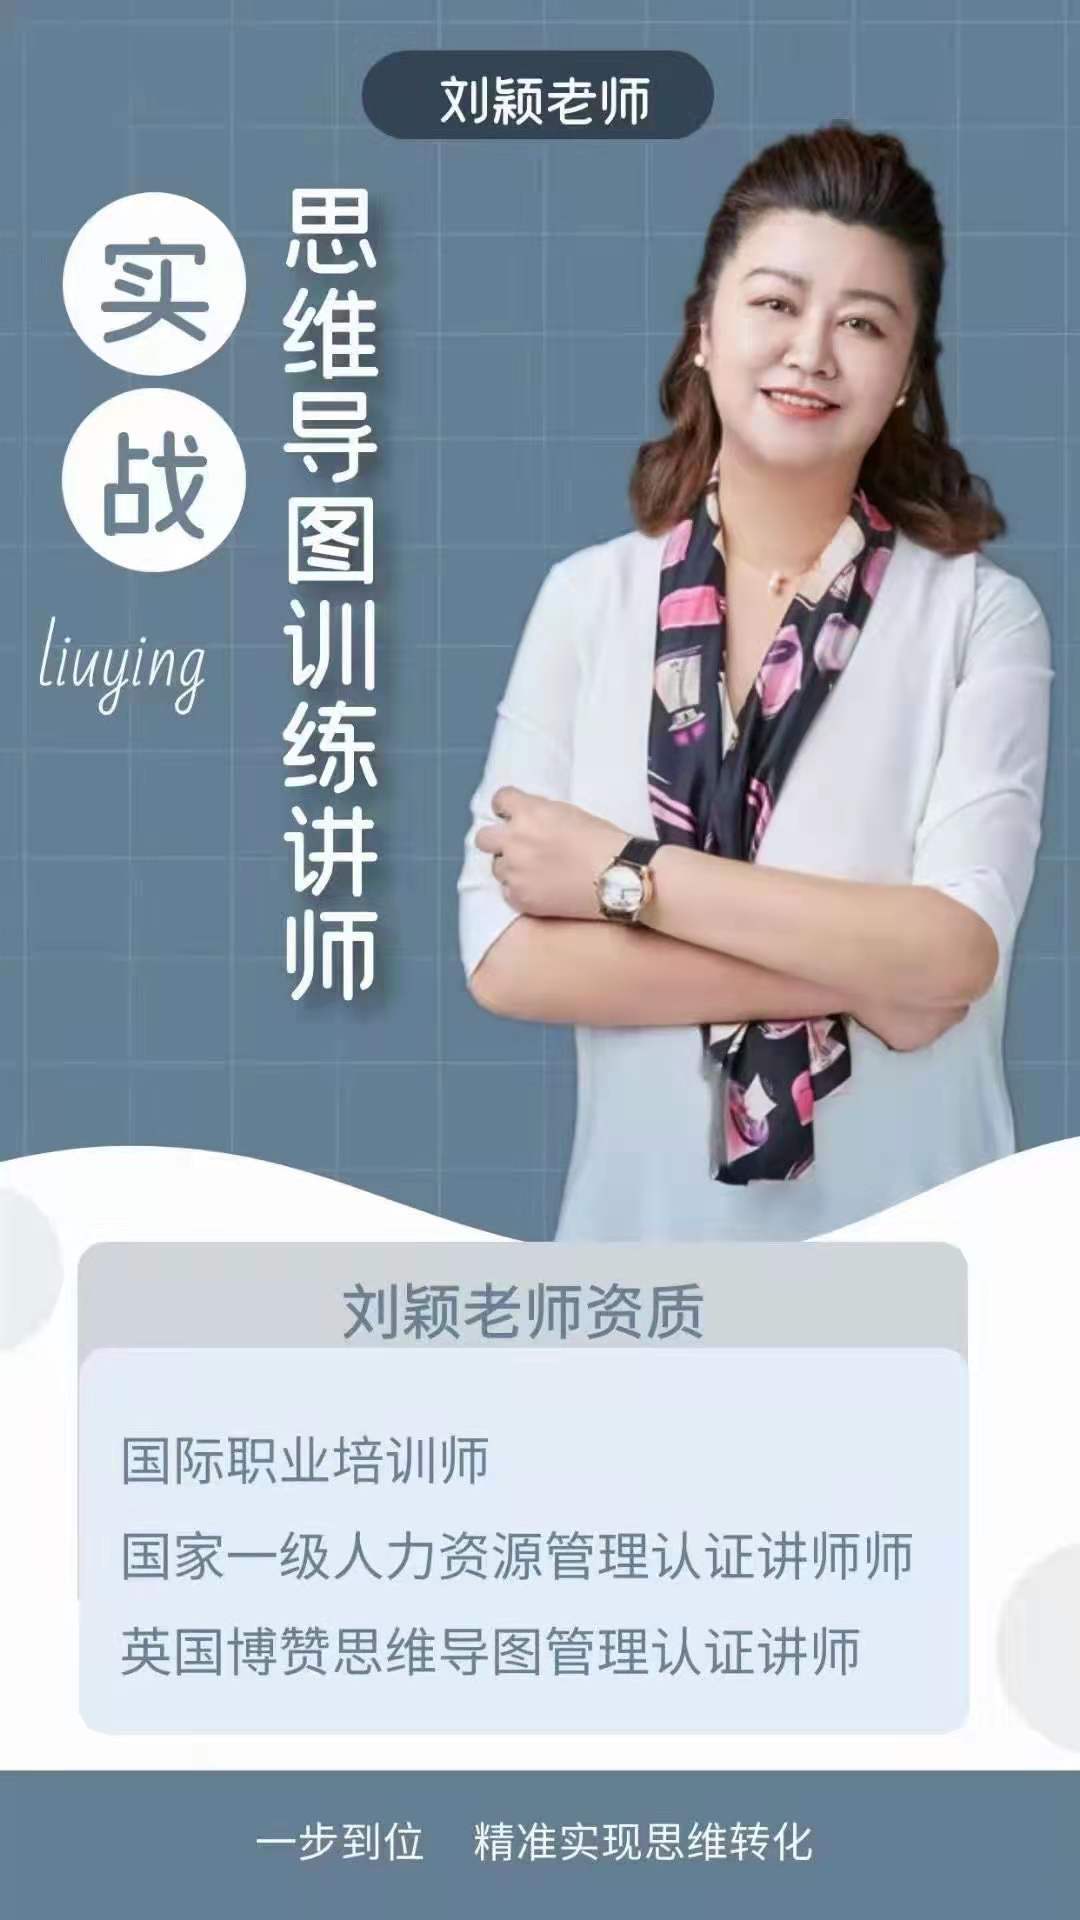 刘颖老师
实战
思维导图训练讲师
liuying
刘颖老师资质
国际职业培训师
国家一级人力资源管理认证讲师师
英国博赞思维导图管理认证讲师
一步到位 精准实现思维转化